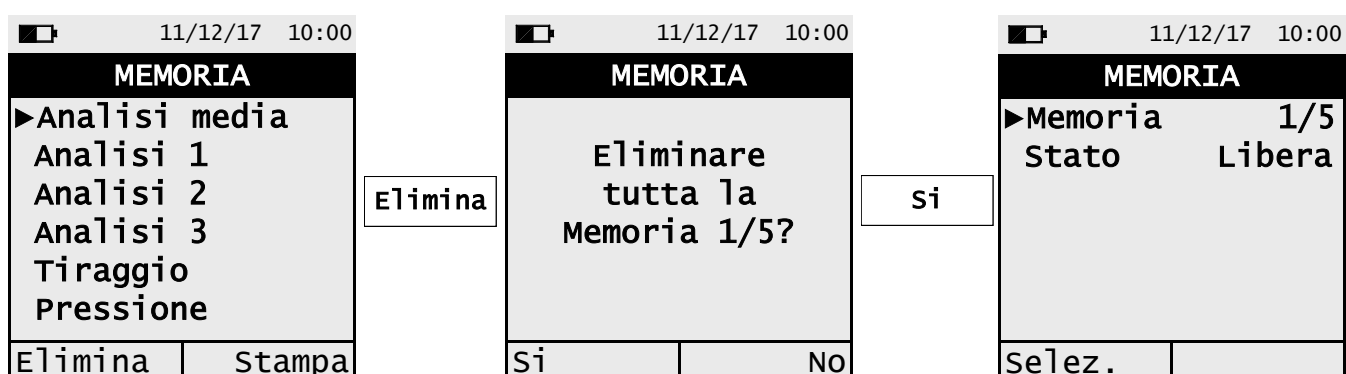 11/12/17 10:00
MEMORIA
►Analisi media
Analisi 1
Analisi 2
Analisi 3
Tiraggio
Pressione
Elimina Stampa
Elimina
11/12/17 10:00
MEMORIA
Eliminare
tutta la
Memoria 1/5?
Si No
Si
11/12/17 10:00
MEMORIA
►Memoria 1/5
Stato Libera
Selez.